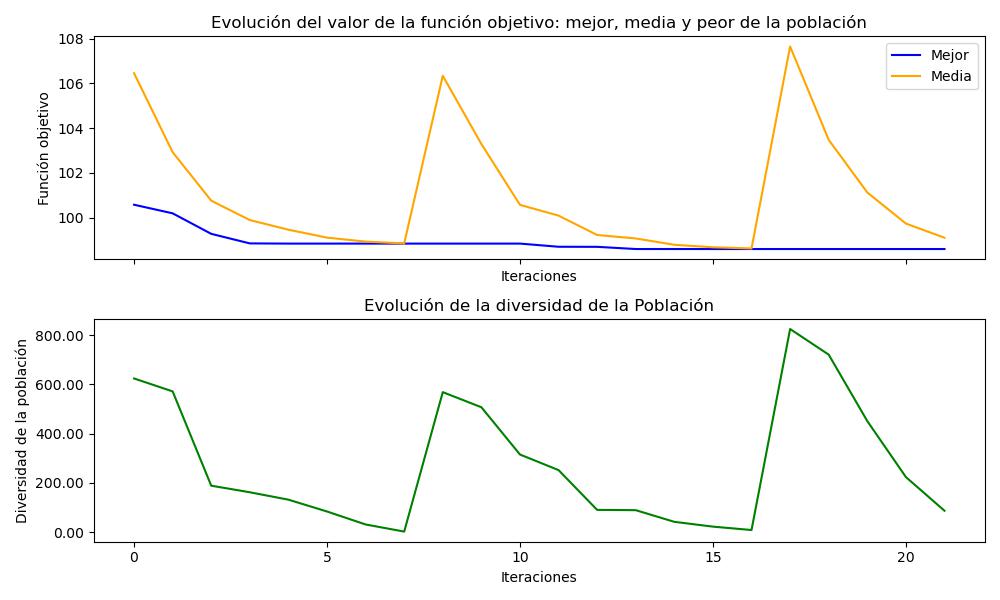 Evolución del valor de la función objetivo: mejor, media y peor de la población
108
106
104
102
100
Función objetivo
Mejor
Media
Iteraciones
Evolución de la diversidad de la Población
800.00
600.00
400.00
200.00
0.00
Diversidad de la población
0 5 10 15 20
Iteraciones